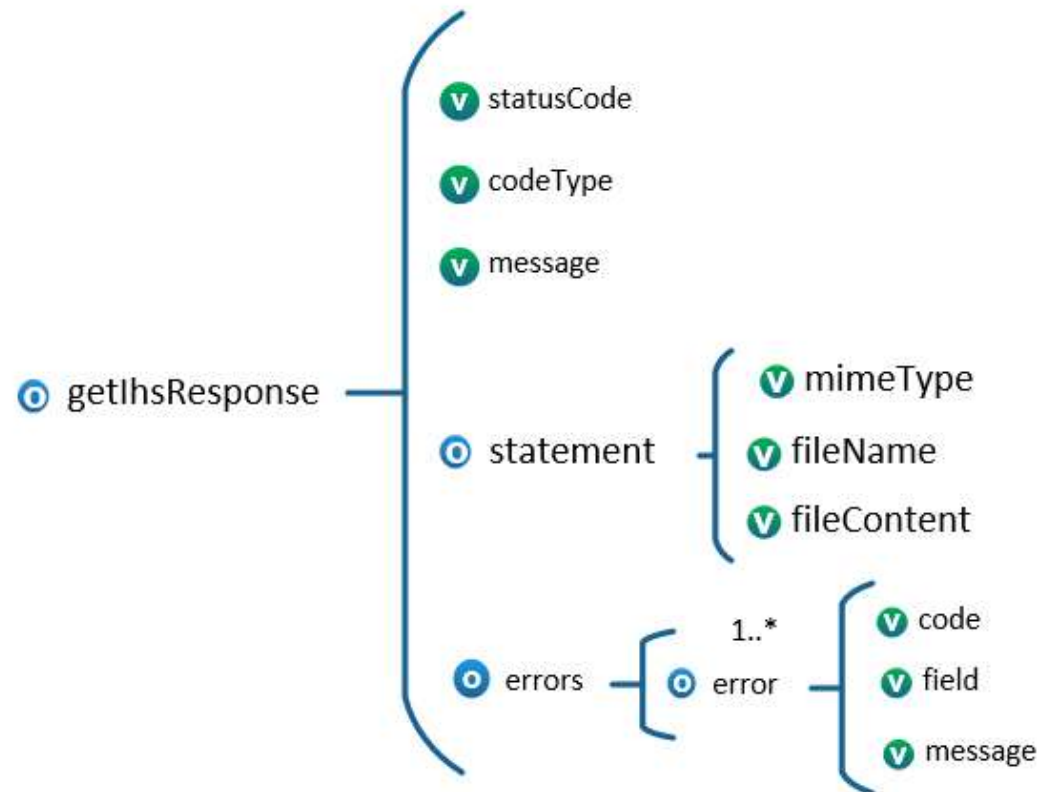 V statusCode
V codeType
V message
O getIhsResponse
O statement
V mimeType
V fileName
V fileContent
O errors
1..*
O error
V code
V field
V message